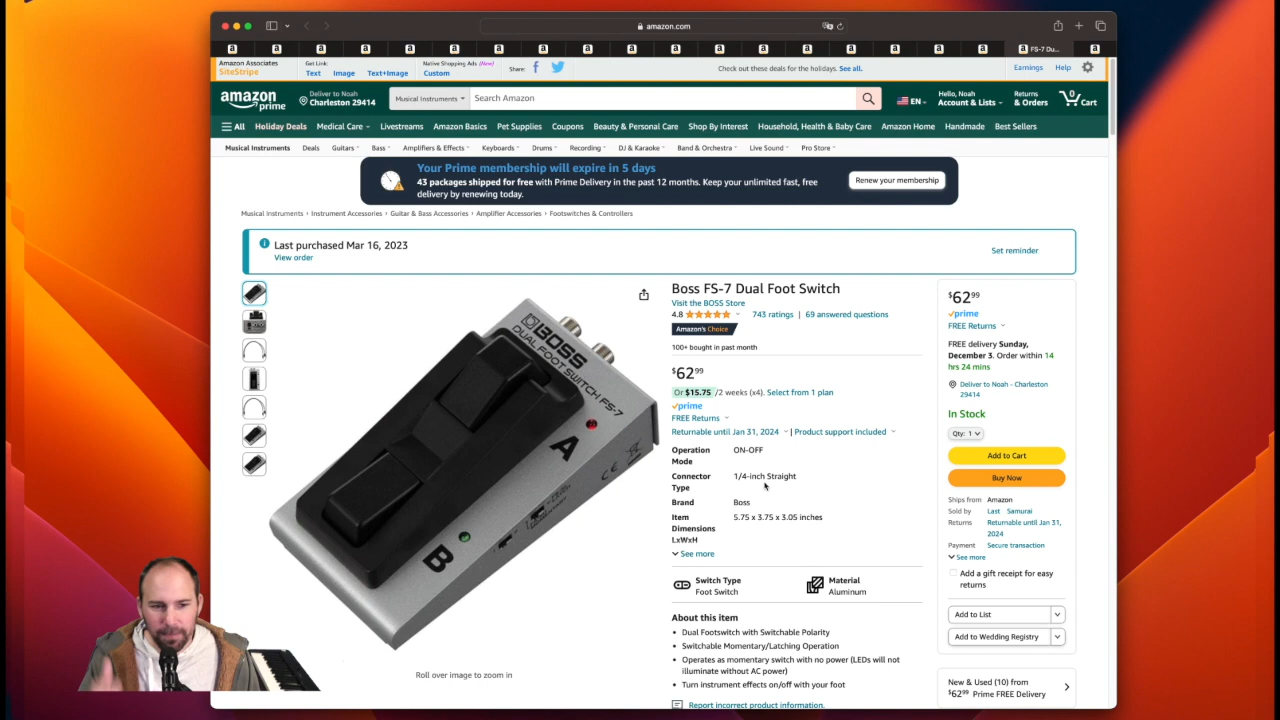 amazon.com
FS-7 Du...
Amazon Associates
SiteStripe
Get Link:
Text Image Text+Image
Native Shopping Ads (New)
Custom
Share:
Check out these deals for the holidays. See all.
Earnings Help
amazon
prime
Deliver to Noah
Charleston 29414
Musical Instruments
Search Amazon
EN
Hello, Noah
Account & Lists
Returns
& Orders
0
Cart
All Holiday Deals Medical Care Livestreams Amazon Basics Pet Supplies Coupons Beauty & Personal Care Shop By Interest Household, Health & Baby Care Amazon Home Handmade Best Sellers
Musical Instruments Deals Guitars Bass Amplifiers & Effects Keyboards Drums Recording DJ & Karaoke Band & Orchestra Live Sound Pro Store
Your Prime membership will expire in 5 days
43 packages shipped for free with Prime Delivery in the past 12 months. Keep your unlimited fast, free
delivery by renewing today.
Renew your membership
Musical Instruments › Instrument Accessories › Guitar & Bass Accessories › Amplifier Accessories › Footswitches & Controllers
Last purchased Mar 16, 2023
View order
Set reminder
BOSS
DUAL FOOT SWITCH FS-7
A
B
CE
Roll over image to zoom in
Boss FS-7 Dual Foot Switch
Visit the BOSS Store
4.8 743 ratings | 69 answered questions
Amazon's Choice
100+ bought in past month
$6299
Or $15.75 /2 weeks (x4). Select from 1 plan
prime
FREE Returns
Returnable until Jan 31, 2024 | Product support included
Operation Mode ON-OFF
Connector Type 1/4-inch Straight
Brand Boss
Item Dimensions LxWxH 5.75 x 3.75 x 3.05 inches
See more
Switch Type
Foot Switch
Material
Aluminum
About this item
• Dual Footswitch with Switchable Polarity
• Switchable Momentary/Latching Operation
• Operates as momentary switch with no power (LEDs will not
illuminate without AC power)
• Turn instrument effects on/off with your foot
Report incorrect product information.
$6299
prime
FREE Returns
FREE delivery Sunday,
December 3. Order within 14
hrs 24 mins
Deliver to Noah - Charleston
29414
In Stock
Qty: 1
Add to Cart
Buy Now
Ships from Amazon
Sold by Last Samurai
Returns Returnable until Jan 31,
2024
Payment Secure transaction
See more
Add a gift receipt for easy
returns
Add to List
Add to Wedding Registry
New & Used (10) from
$6299 Prime FREE Delivery